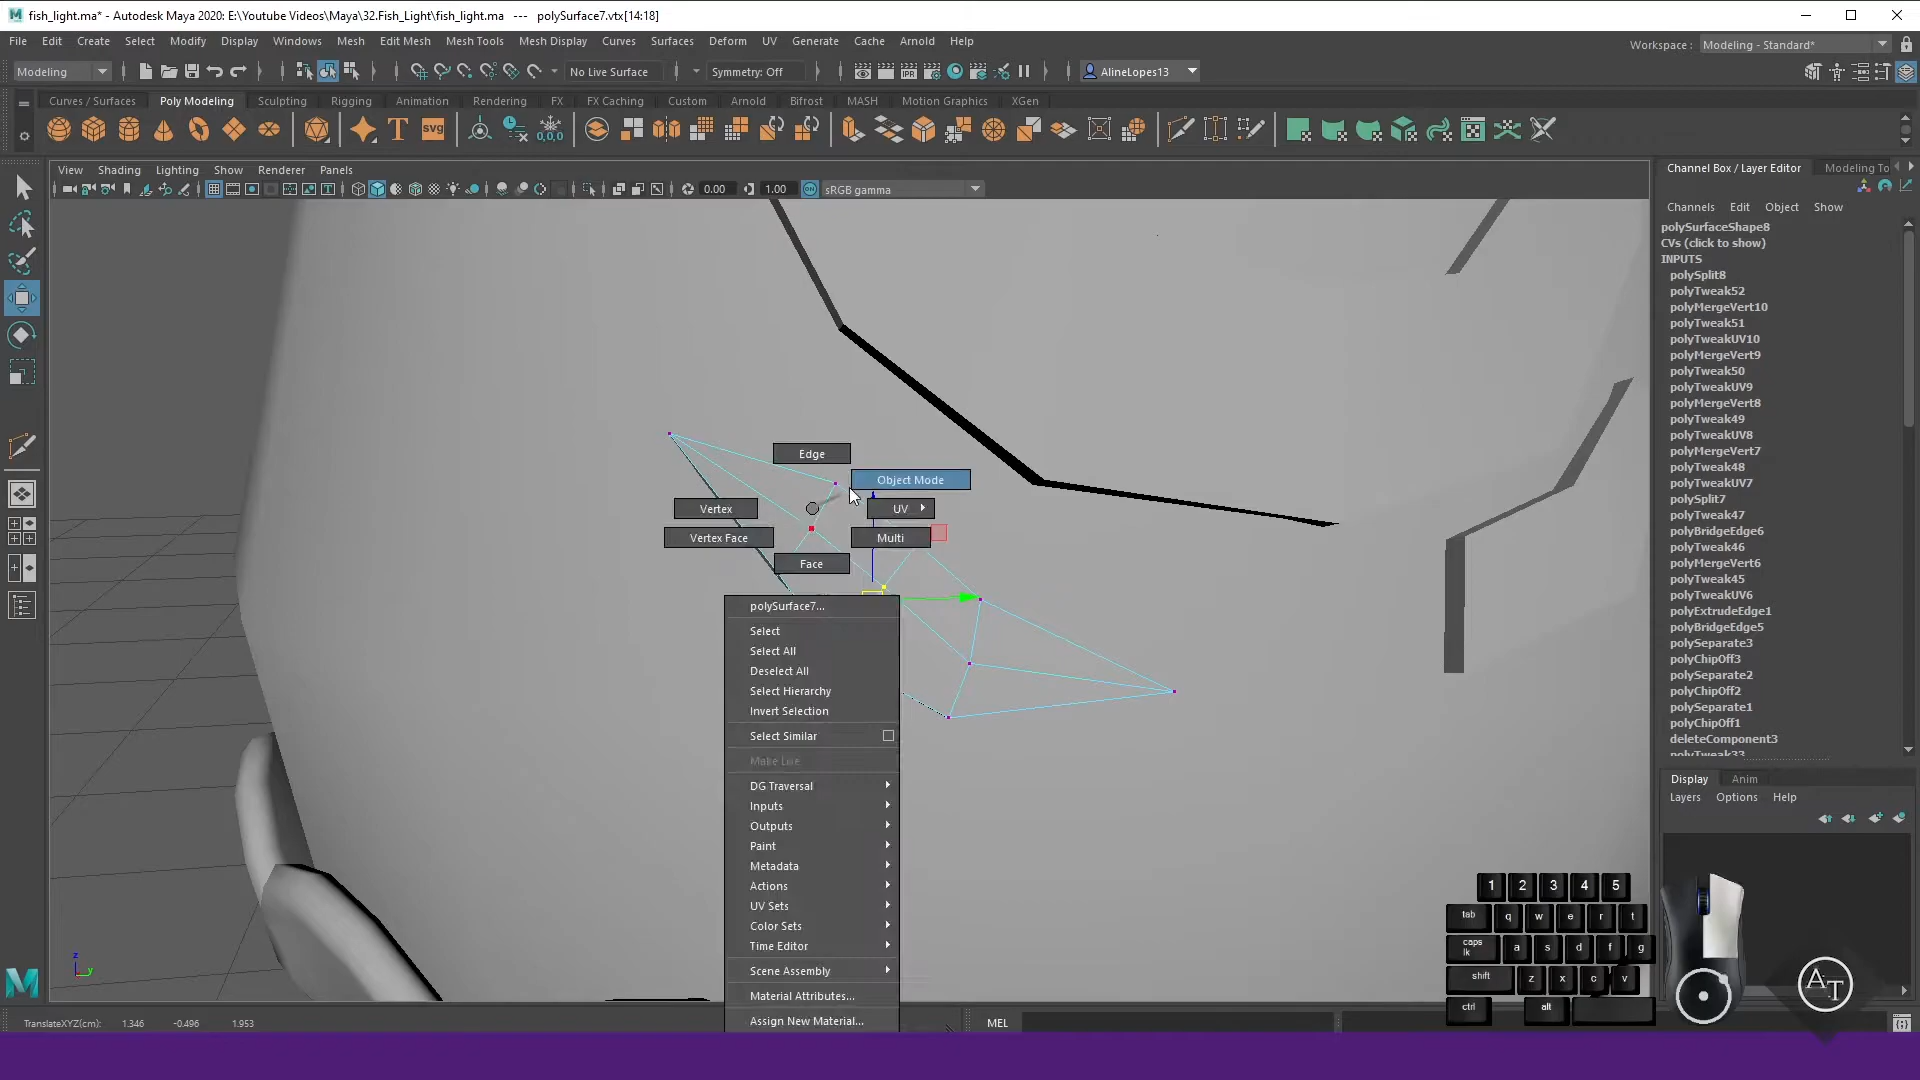 fish_light.ma* - Autodesk Maya 2020: E:\Youtube Videos\Maya\32.Fish_Light\fish_light.ma --- polySurface7.vtx[14:18]
File Edit Create Select Modify Display Windows Mesh Edit Mesh Mesh Tools Mesh Display Curves Surfaces Deform UV Generate Cache Arnold Help
Workspace : Modeling - Standard*
Modeling No Live Surface Symmetry: Off AlineLopes13
Curves / Surfaces Poly Modeling Sculpting Rigging Animation Rendering FX FX Caching Custom Arnold Bifrost MASH Motion Graphics XGen
View Shading Lighting Show Renderer Panels
0.00 1.00 sRGB gamma
Channel Box / Layer Editor Modeling To
Channels Edit Object Show
polySurfaceShape8
CVs (click to show)
INPUTS
polySplit8
polyTweak52
polyMergeVert10
polyTweak51
polyTweakUV10
polyMergeVert9
polyTweak50
polyTweakUV9
polyMergeVert8
polyTweak49
polyTweakUV8
polyMergeVert7
polyTweak48
polyTweakUV7
polySplit7
polyTweak47
polyBridgeEdge6
polyTweak46
polyMergeVert6
polyTweak45
polyTweakUV6
polyExtrudeEdge1
polyBridgeEdge5
polySeparate3
polyChipOff3
polySeparate2
polyChipOff2
polySeparate1
polyChipOff1
deleteComponent3
polyTweak33
Display Anim
Layers Options Help
Edge
Object Mode
Vertex UV
Vertex Face Multi
Face
polySurface7...
Select
Select All
Deselect All
Select Hierarchy
Invert Selection
Select Similar
Make Live
DG Traversal
Inputs
Outputs
Paint
Metadata
Actions
UV Sets
Color Sets
Time Editor
Scene Assembly
Material Attributes...
Assign New Material...
1 2 3 4 5
tab q w e r t
caps lk a s d f g
shift z x c v
ctrl alt
AT
z
y
M
TranslateXYZ(cm): 1.346 -0.496 1.953
MEL